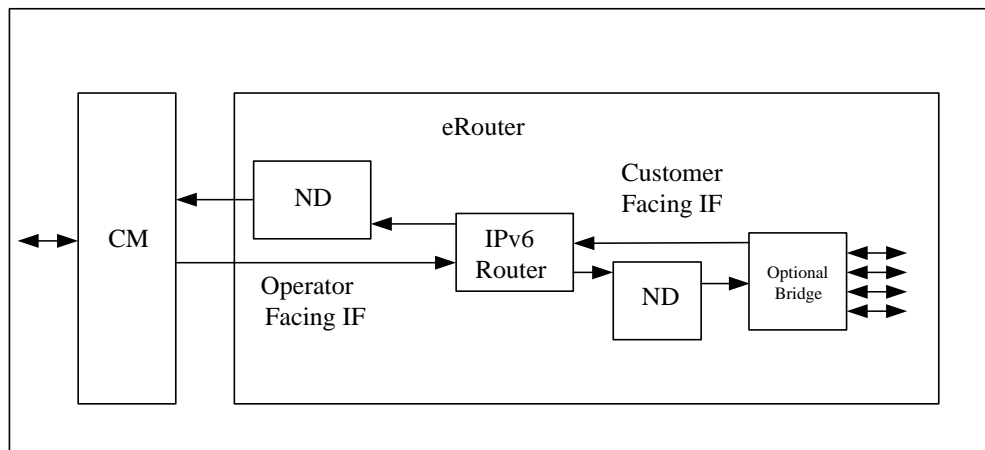 eRouter
Customer
Facing IF
ND
CM
IPv6
Router
Optional
Bridge
ND
Operator
Facing IF